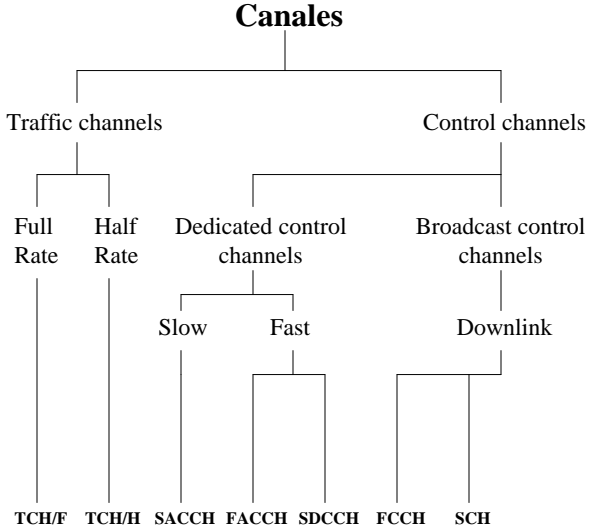 Canales
Traffic channels
Control channels
Full
Rate
Half
Rate
Dedicated control
channels
Broadcast control
channels
Slow
Fast
Downlink
TCH/F
TCH/H
SACCH
FACCH
SDCCH
FCCH
SCH